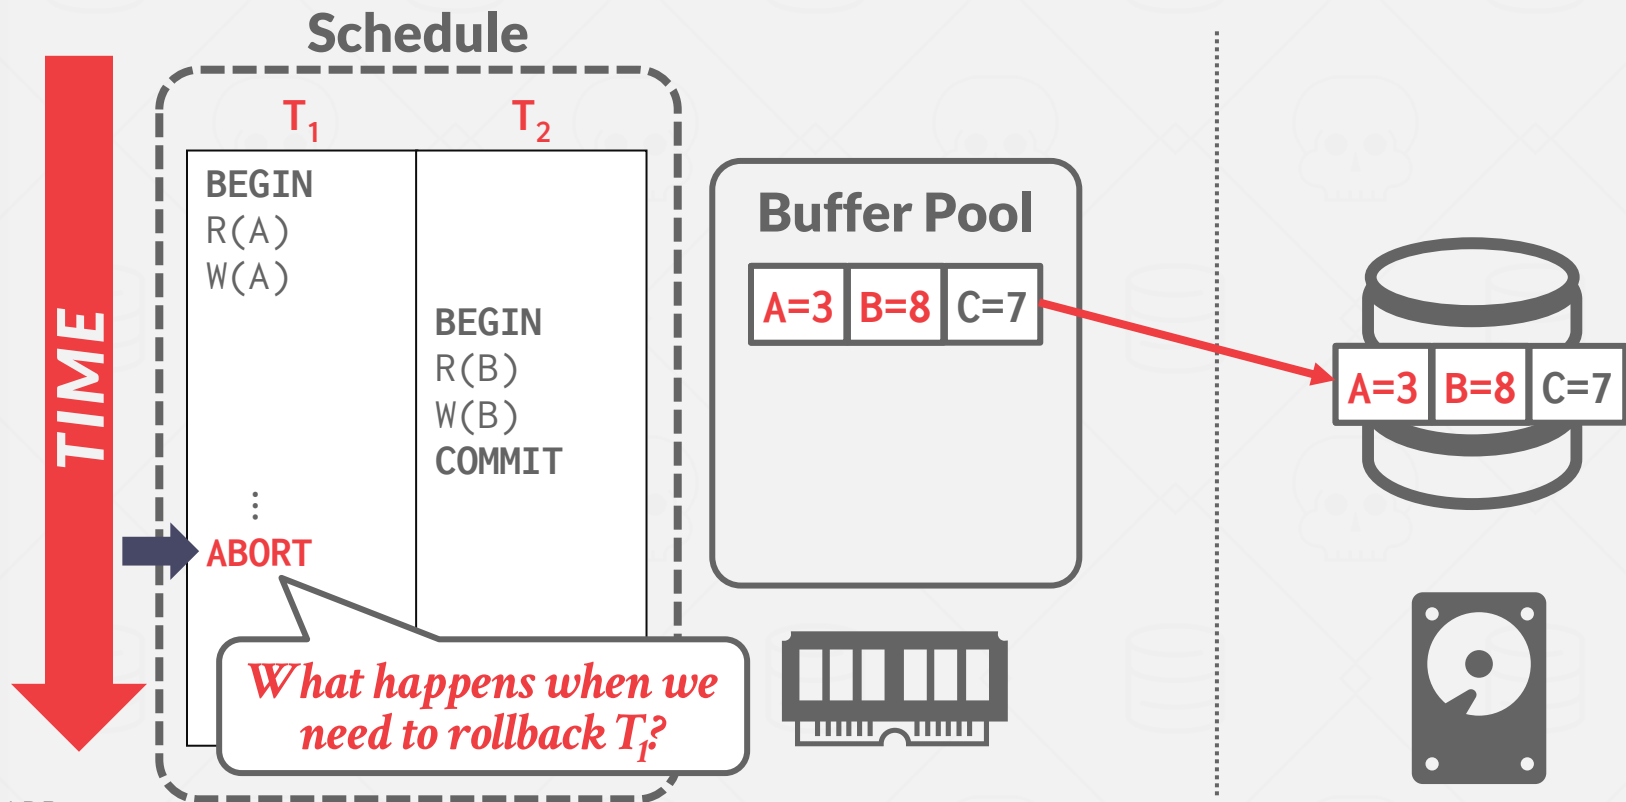 Schedule
T₁ T₂
BEGIN
R(A)
W(A)
BEGIN
R(B)
W(B)
COMMIT
⋮
ABORT
What happens when we
need to rollback T₁?
TIME
Buffer Pool
A=3 B=8 C=7
A=3 B=8 C=7